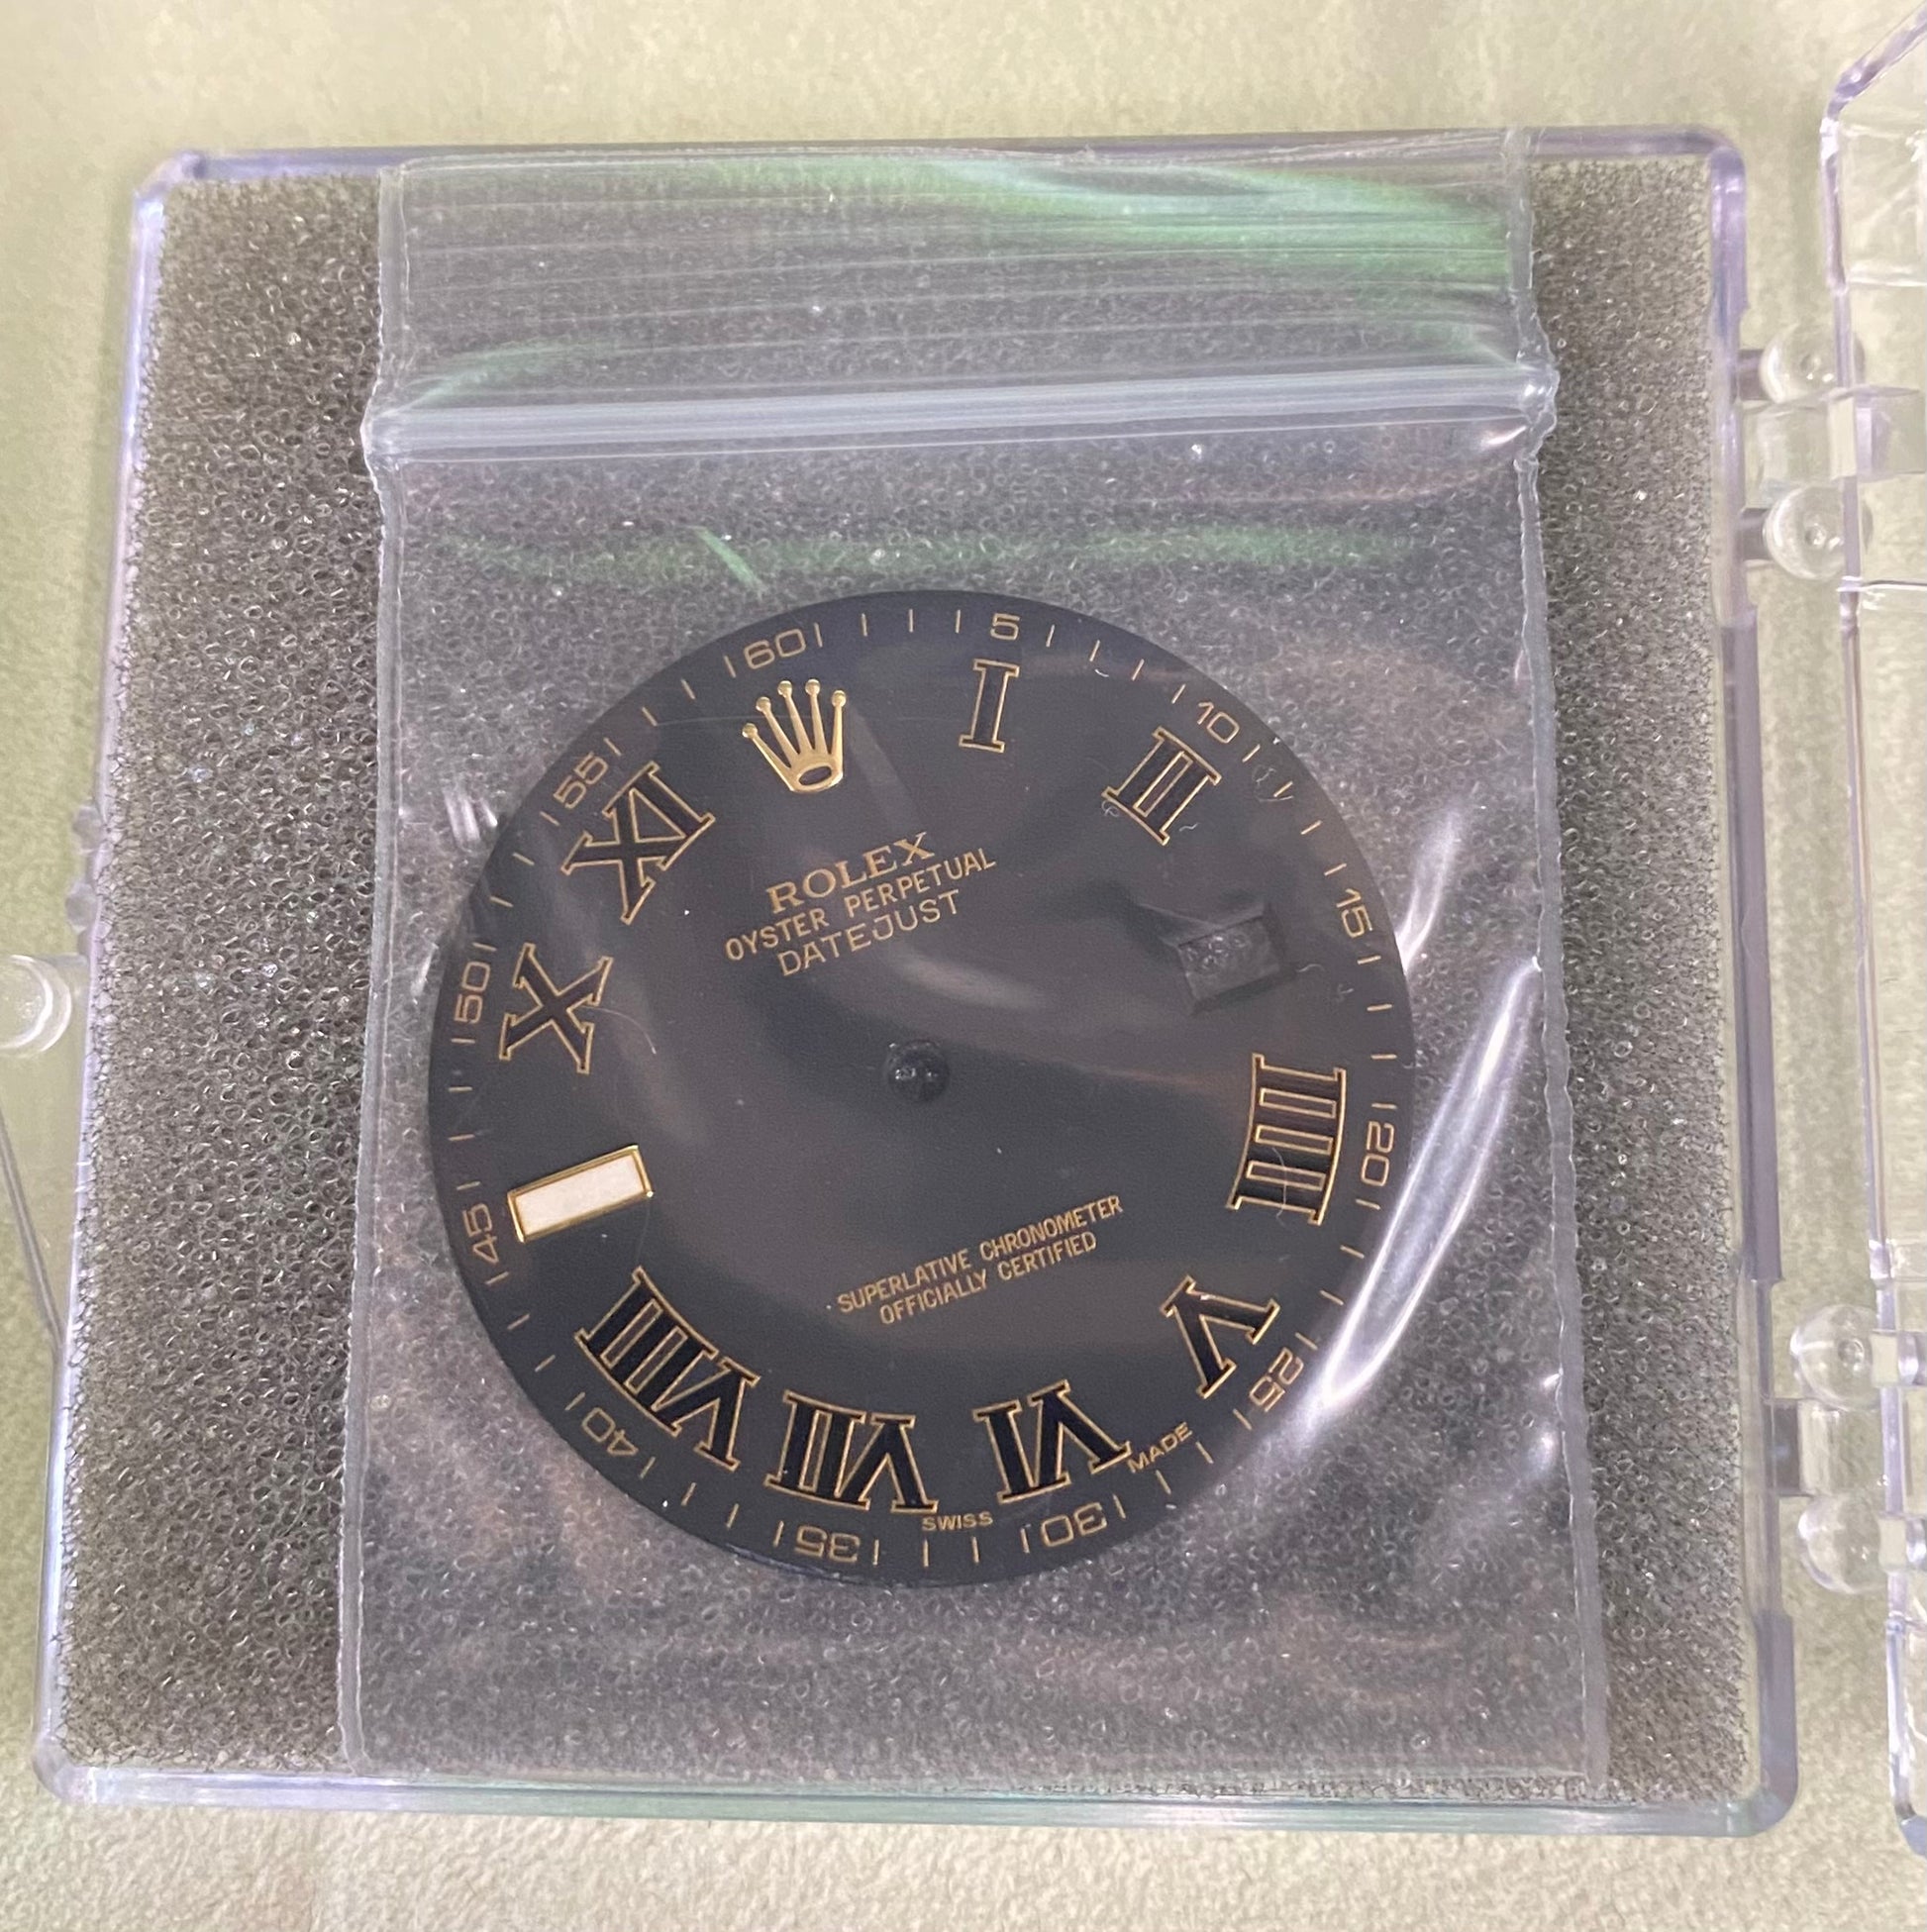 60
5
10
15
20
25
30
35
40
45
50
55
I
II
IIII
V
VI
VII
VIII
X
XI
ROLEX
OYSTER PERPETUAL
DATEJUST
SUPERLATIVE CHRONOMETER
OFFICIALLY CERTIFIED
SWISS MADE